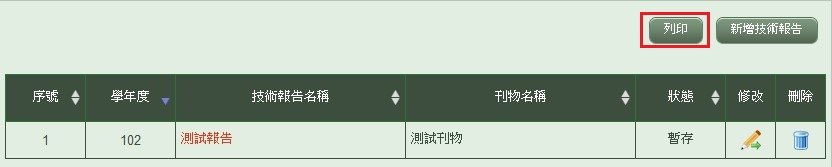 列印 新增技術報告
序號 學年度 技術報告名稱 刊物名稱 狀態 修改 刪除
1 102 測試報告 測試刊物 暫存